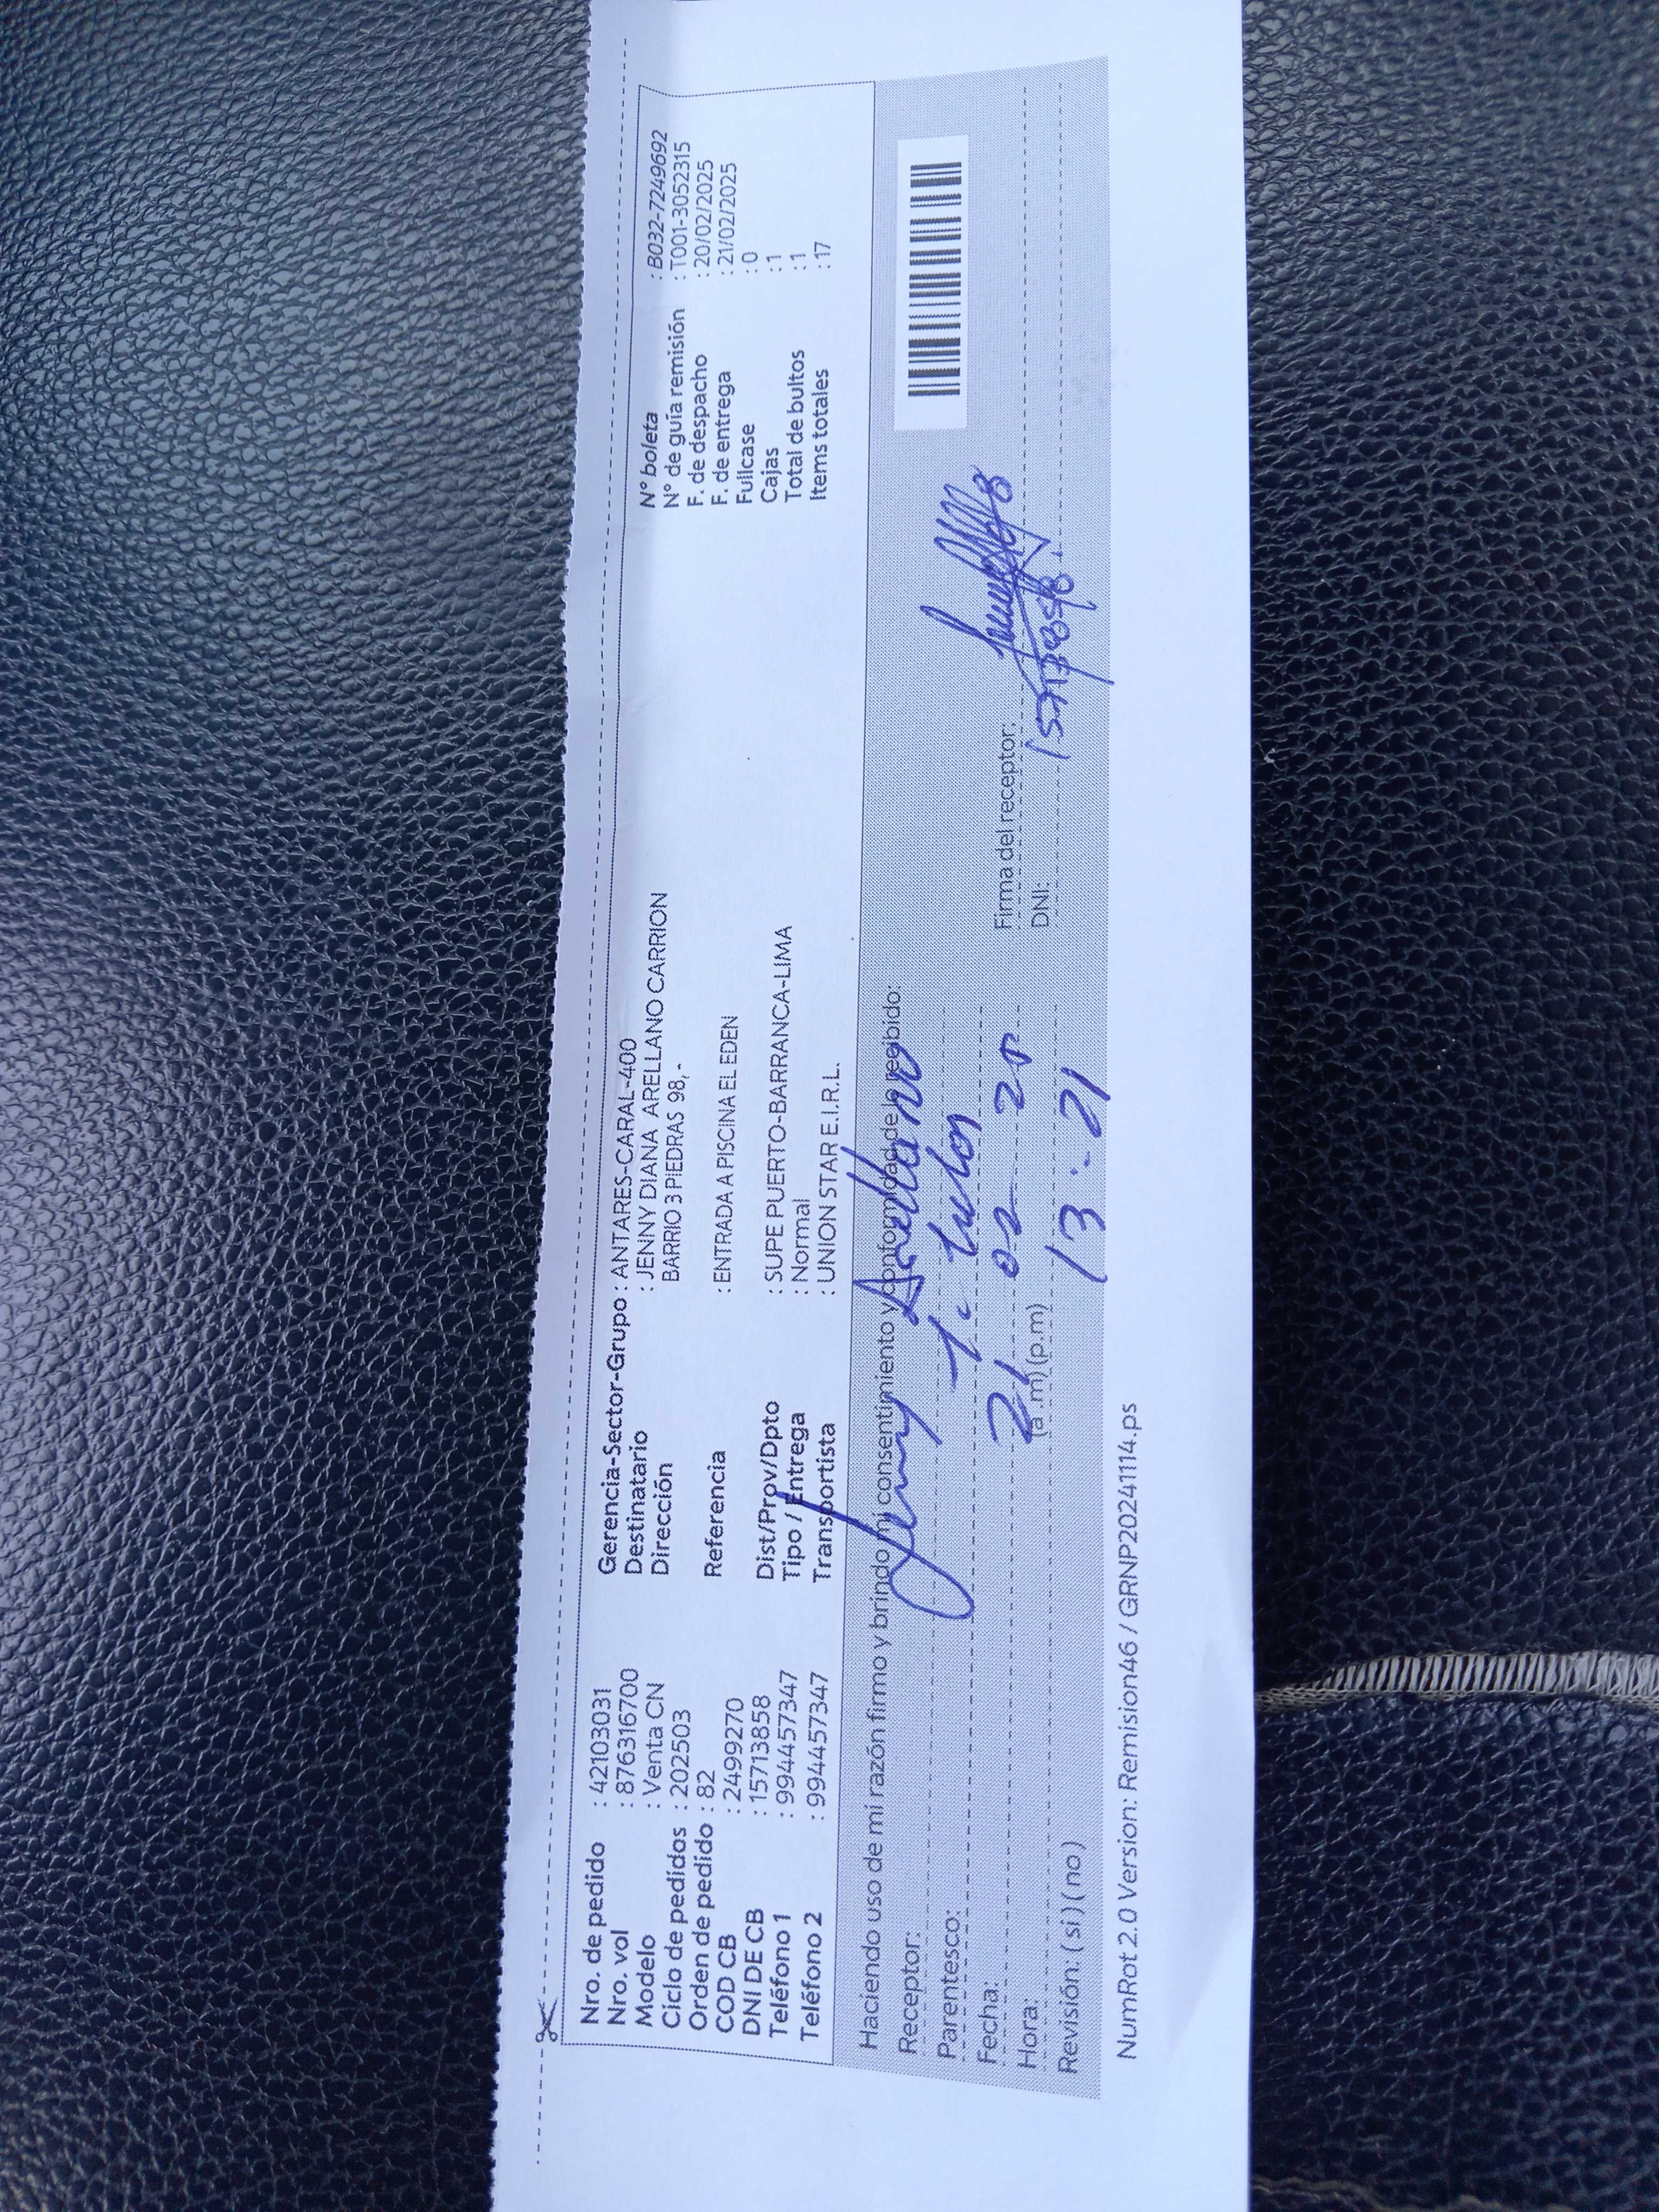 Nro. de pedido : 42103031
Nro. vol : 876316700
Modelo : Venta CN
Ciclo de pedidos : 202503
Orden de pedido : 82
COD CB : 2499270
DNI DE CB : 15713858
Teléfono 1 : 994457347
Teléfono 2 : 994457347
Gerencia-Sector-Grupo : ANTARES-CARAL-400
Destinatario : JENNY DIANA ARELLANO CARRION
Dirección BARRIO 3 PIEDRAS 98, -
Referencia : ENTRADA A PISCINA EL EDEN
Dist/Prov/Dpto : SUPE PUERTO-BARRANCA-LIMA
Tipo / Entrega : Normal
Transportista : UNION STAR E.I.R.L.
N° boleta : B032-7249692
N° de guía remisión : T001-3052315
F. de despacho : 20/02/2025
F. de entrega : 21/02/2025
Fullcase : 0
Cajas : 1
Total de bultos : 1
Items totales : 17
Haciendo uso de mi razón firmo y brindo mi consentimiento y conformidad de lo recibido:
Receptor: Jenny Arellano
Parentesco:
Fecha: 21 02
Hora: (a .m) (p.m) 13:21
Revisión: ( si ) ( no )
Firma del receptor:
DNI: 15713858
NumRot 2.0 Version: Remision46 / GRNP20241114.ps